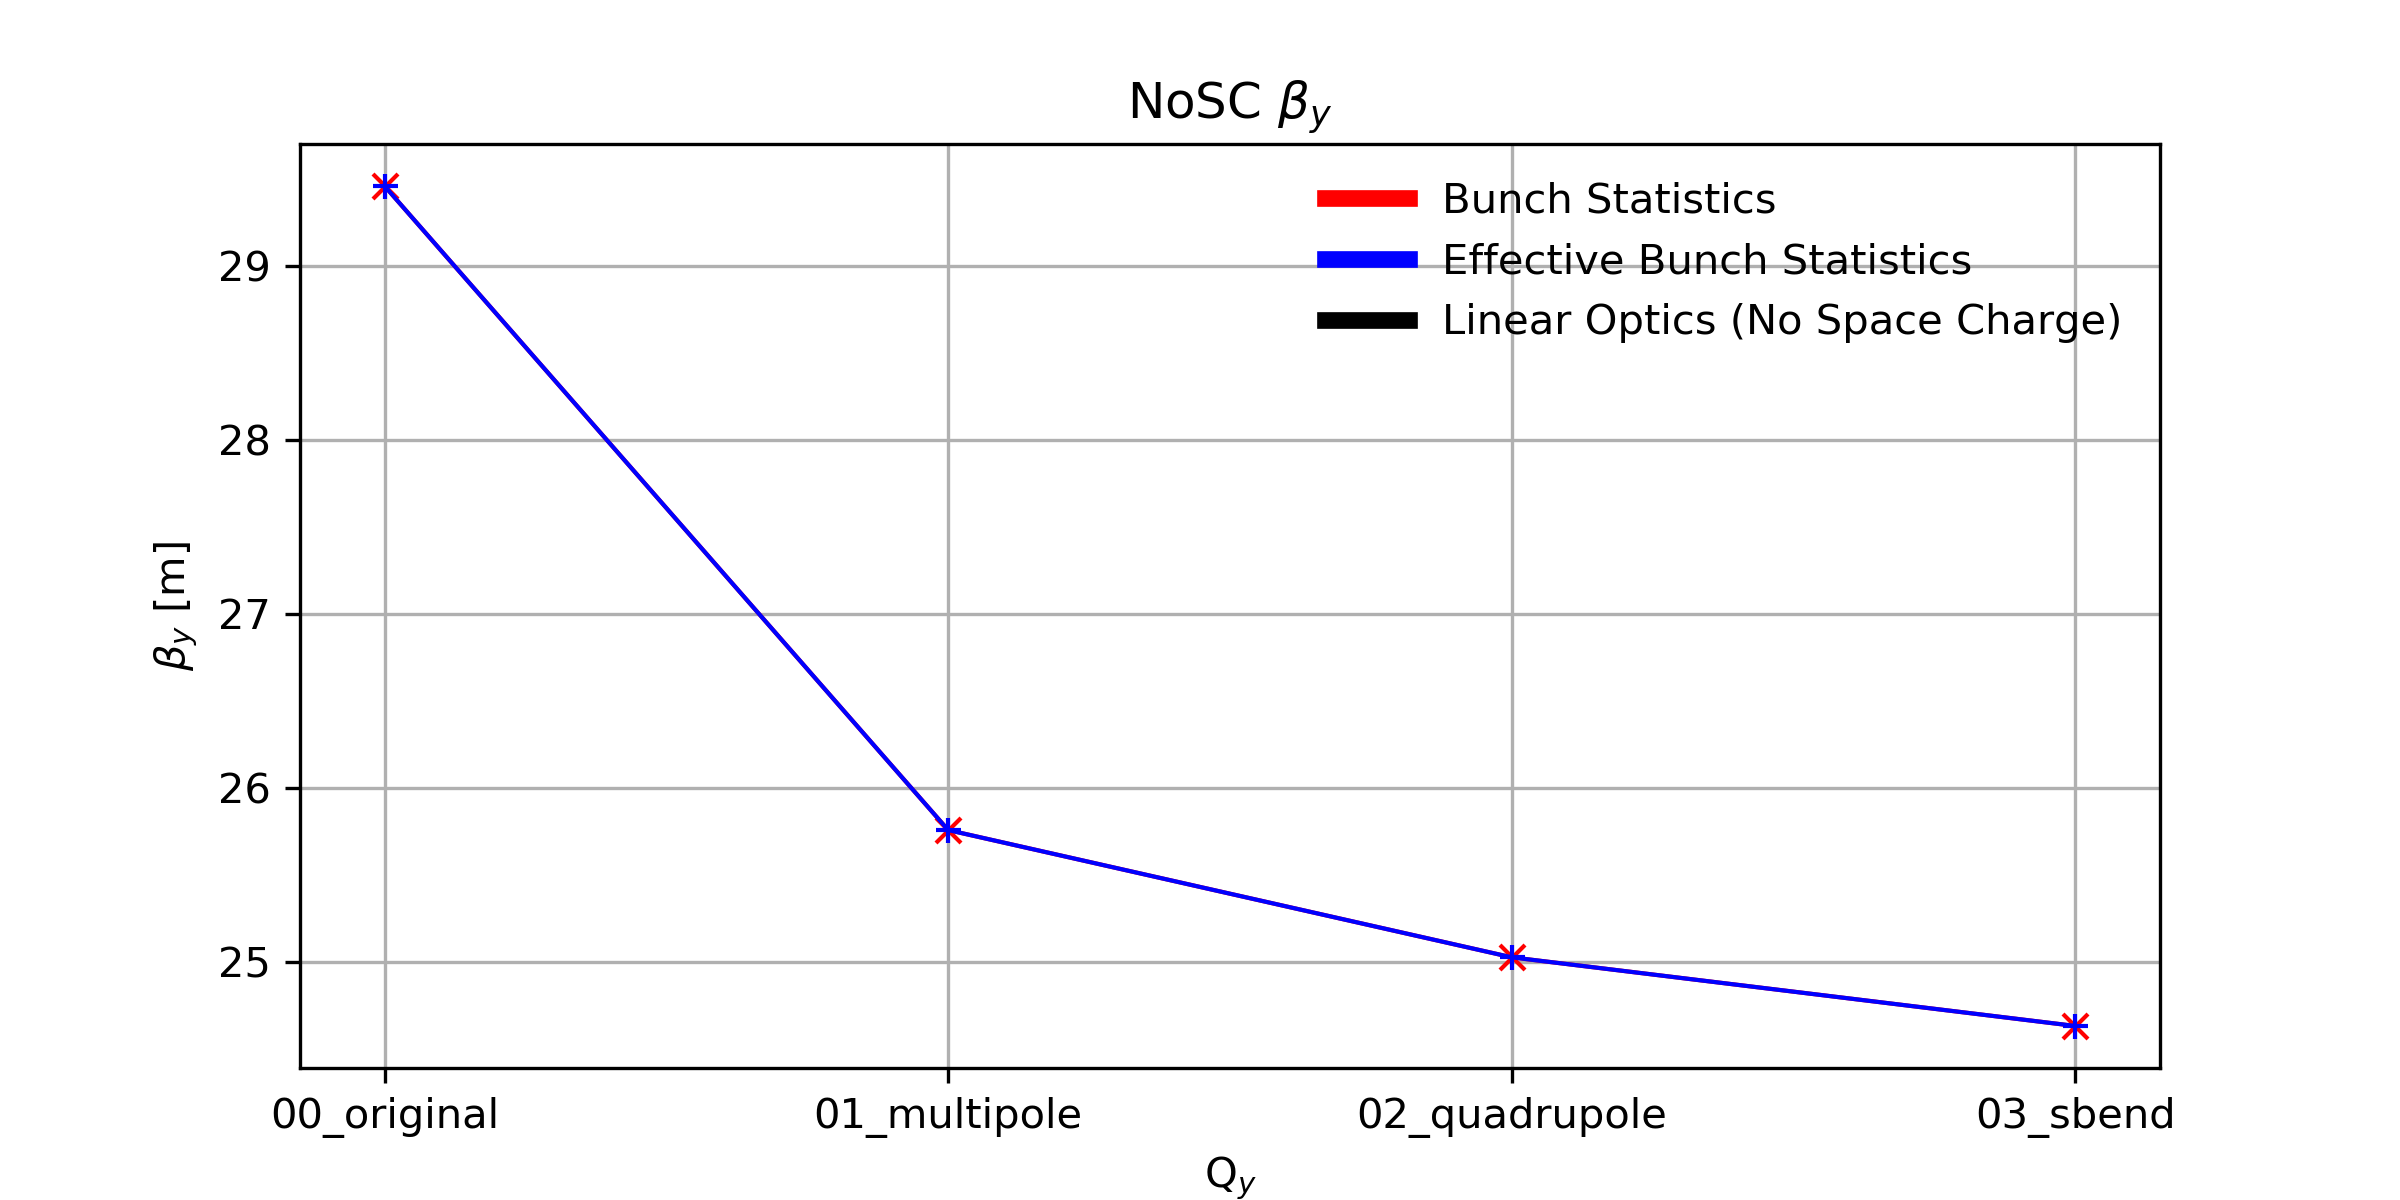 NoSC βy
Bunch Statistics
Effective Bunch Statistics
Linear Optics (No Space Charge)
29
28
27
26
25
βy [m]
00_original
01_multipole
02_quadrupole
03_sbend
Qy